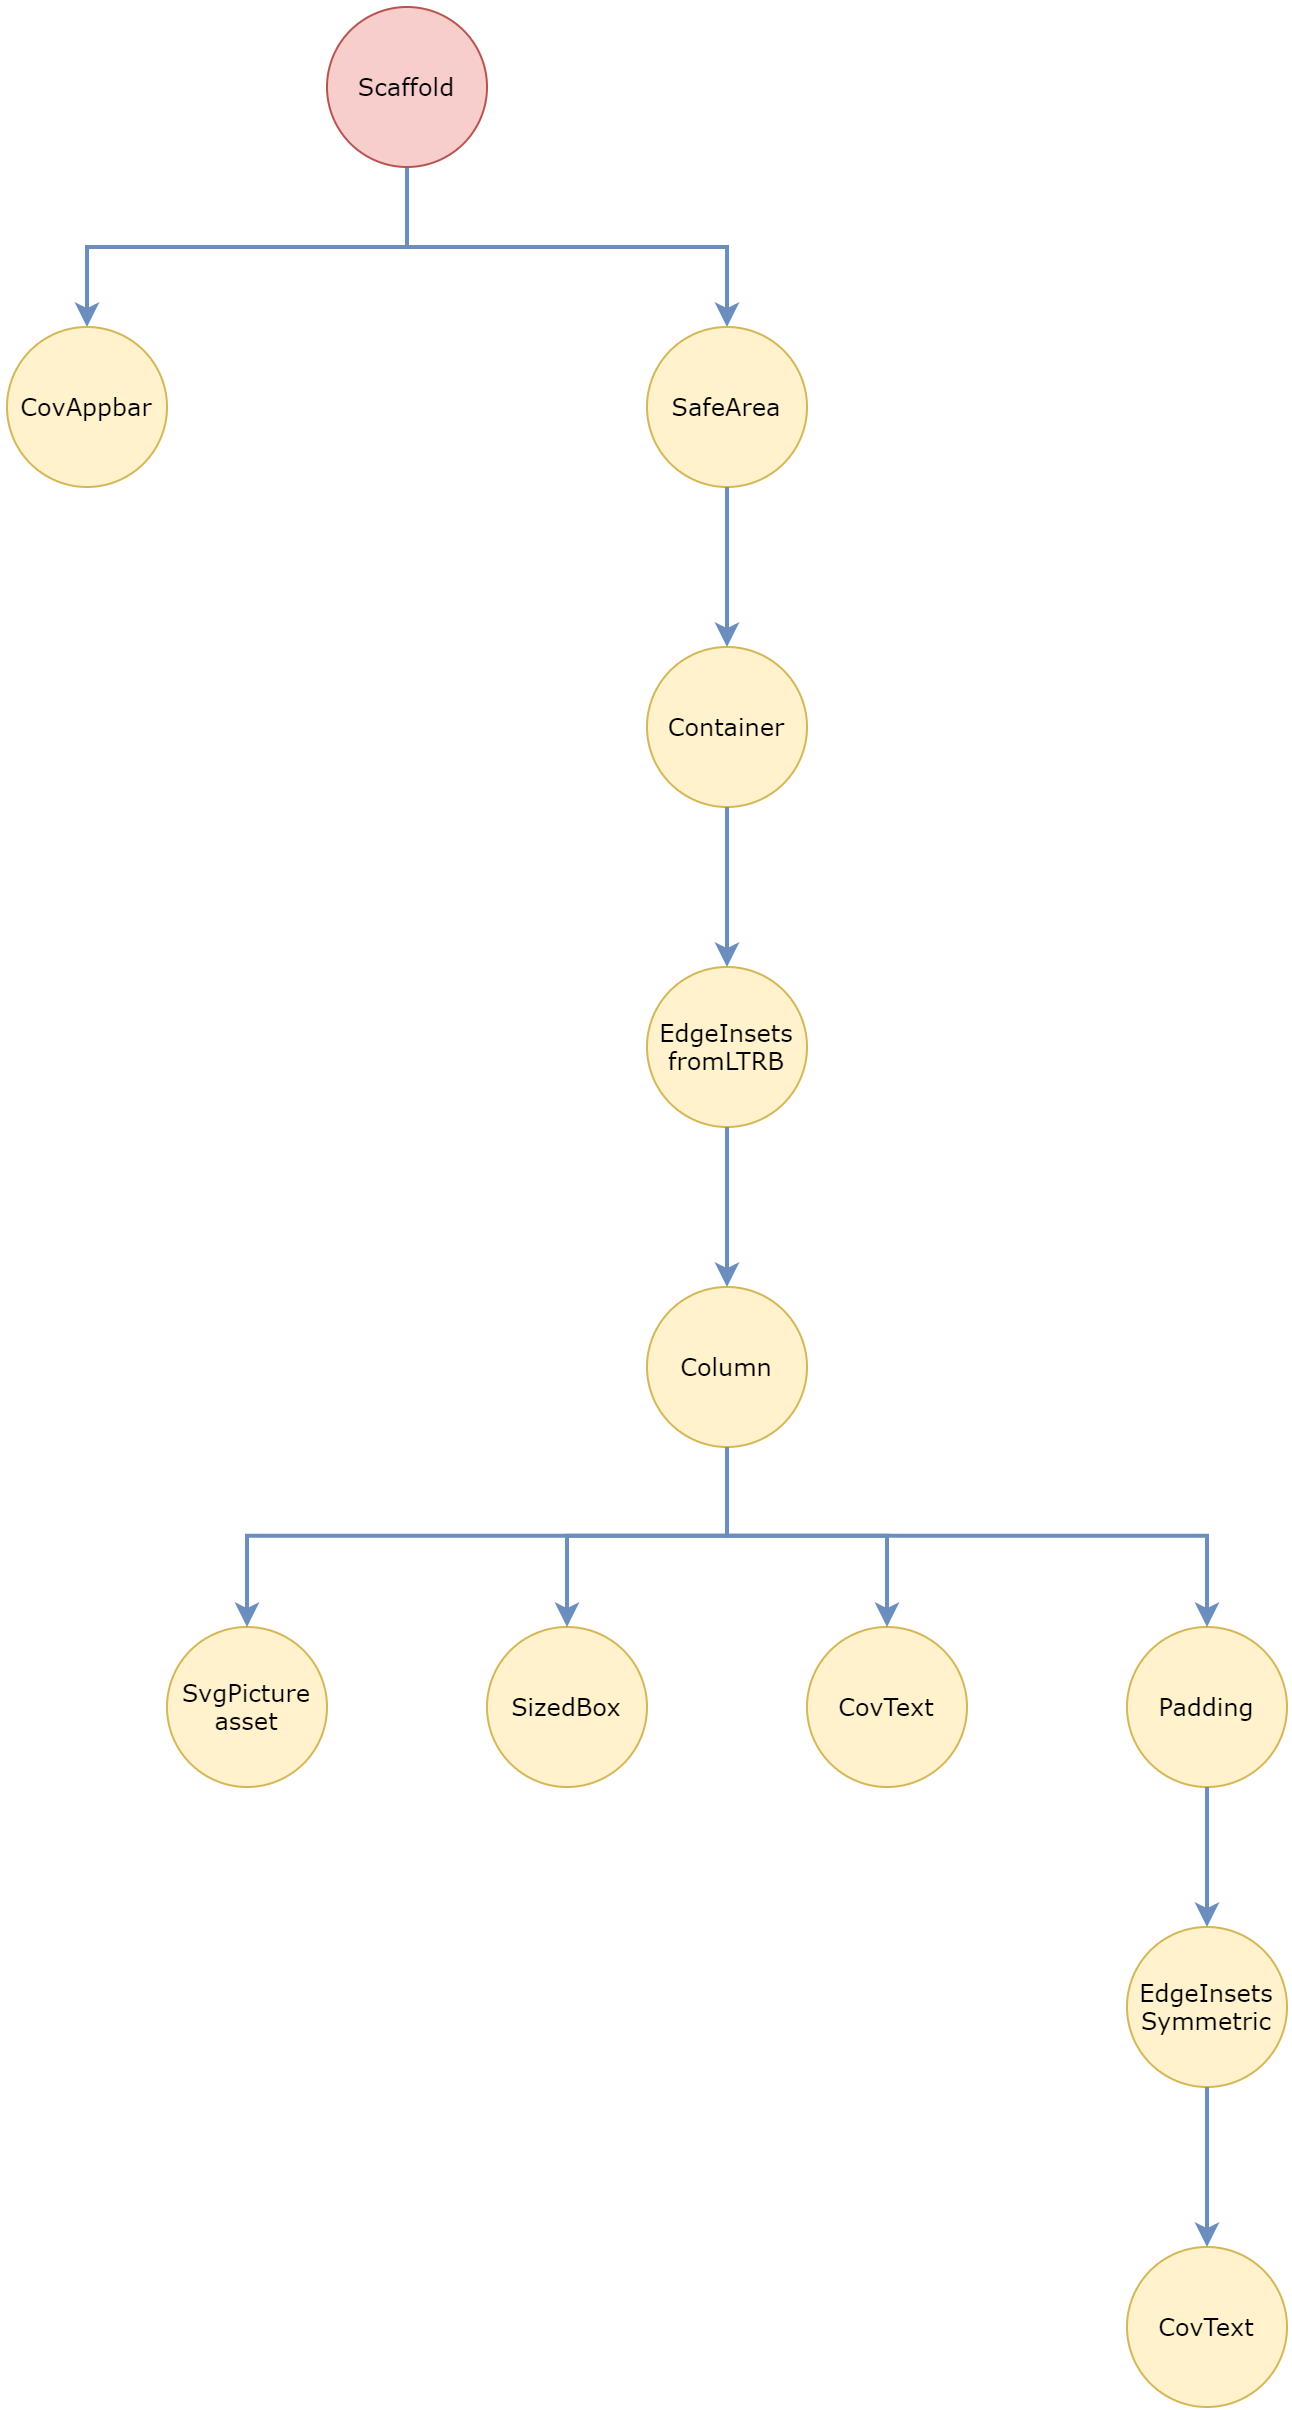 Scaffold
CovAppbar
SafeArea
Container
EdgeInsets
fromLTRB
Column
SvgPicture
asset
SizedBox
CovText
Padding
EdgeInsets
Symmetric
CovText